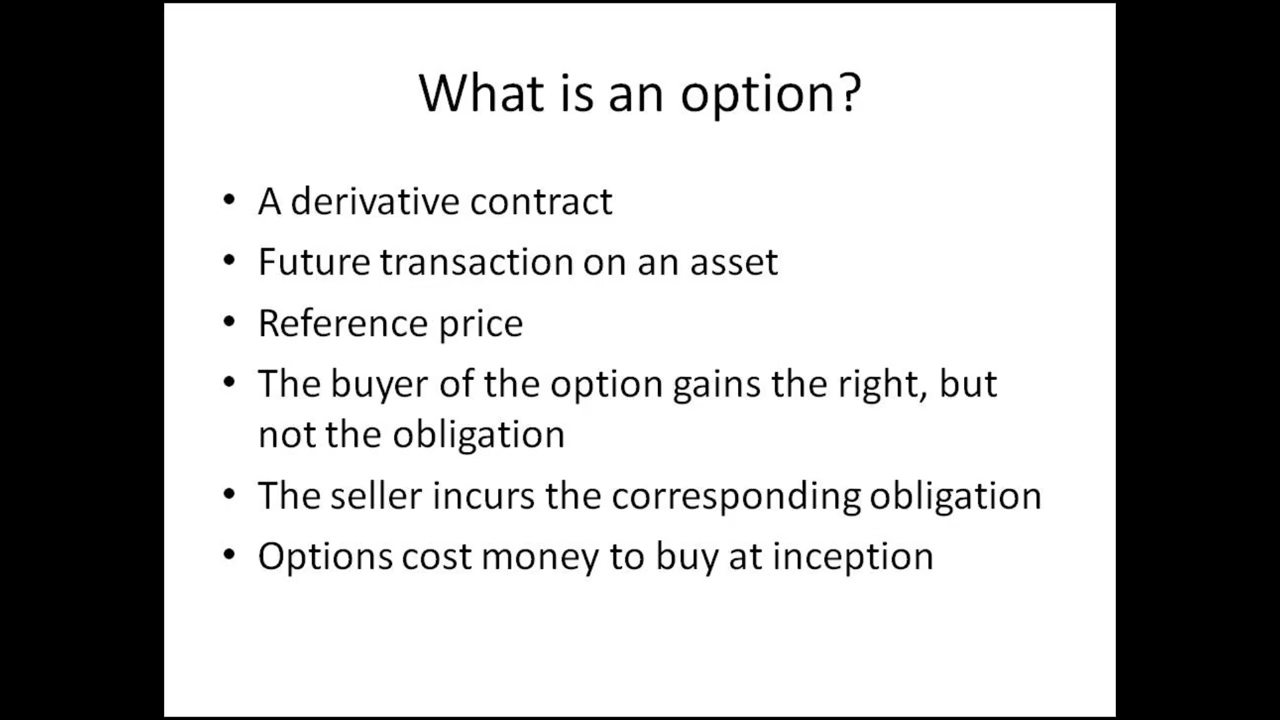 What is an option?
• A derivative contract
• Future transaction on an asset
• Reference price
• The buyer of the option gains the right, but
not the obligation
• The seller incurs the corresponding obligation
• Options cost money to buy at inception